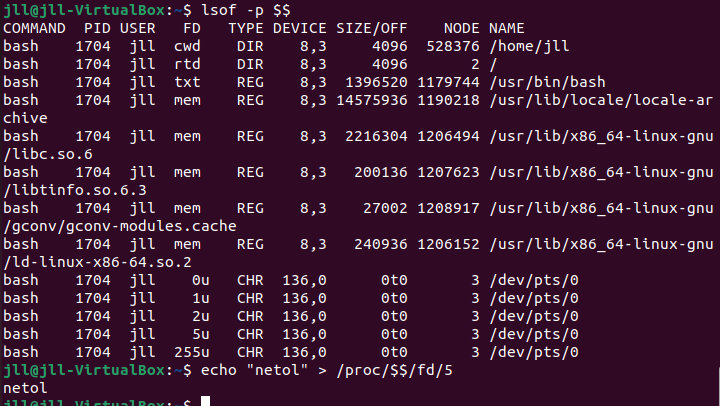 jll@jll-VirtualBox:~$ lsof -p $$
COMMAND  PID USER   FD   TYPE DEVICE SIZE/OFF    NODE NAME
bash    1704  jll  cwd    DIR    8,3     4096  528376 /home/jll
bash    1704  jll  rtd    DIR    8,3     4096       2 /
bash    1704  jll  txt    REG    8,3  1396520 1179744 /usr/bin/bash
bash    1704  jll  mem    REG    8,3 14575936 1190218 /usr/lib/locale/locale-ar
chive
bash    1704  jll  mem    REG    8,3  2216304 1206494 /usr/lib/x86_64-linux-gnu
/libc.so.6
bash    1704  jll  mem    REG    8,3   200136 1207623 /usr/lib/x86_64-linux-gnu
/libtinfo.so.6.3
bash    1704  jll  mem    REG    8,3    27002 1208917 /usr/lib/x86_64-linux-gnu
/gconv/gconv-modules.cache
bash    1704  jll  mem    REG    8,3   240936 1206152 /usr/lib/x86_64-linux-gnu
/ld-linux-x86-64.so.2
bash    1704  jll    0u   CHR  136,0      0t0       3 /dev/pts/0
bash    1704  jll    1u   CHR  136,0      0t0       3 /dev/pts/0
bash    1704  jll    2u   CHR  136,0      0t0       3 /dev/pts/0
bash    1704  jll    5u   CHR  136,0      0t0       3 /dev/pts/0
bash    1704  jll  255u   CHR  136,0      0t0       3 /dev/pts/0
jll@jll-VirtualBox:~$ echo "netol" > /proc/$$/fd/5
netol
jll@jll-VirtualBox:~$